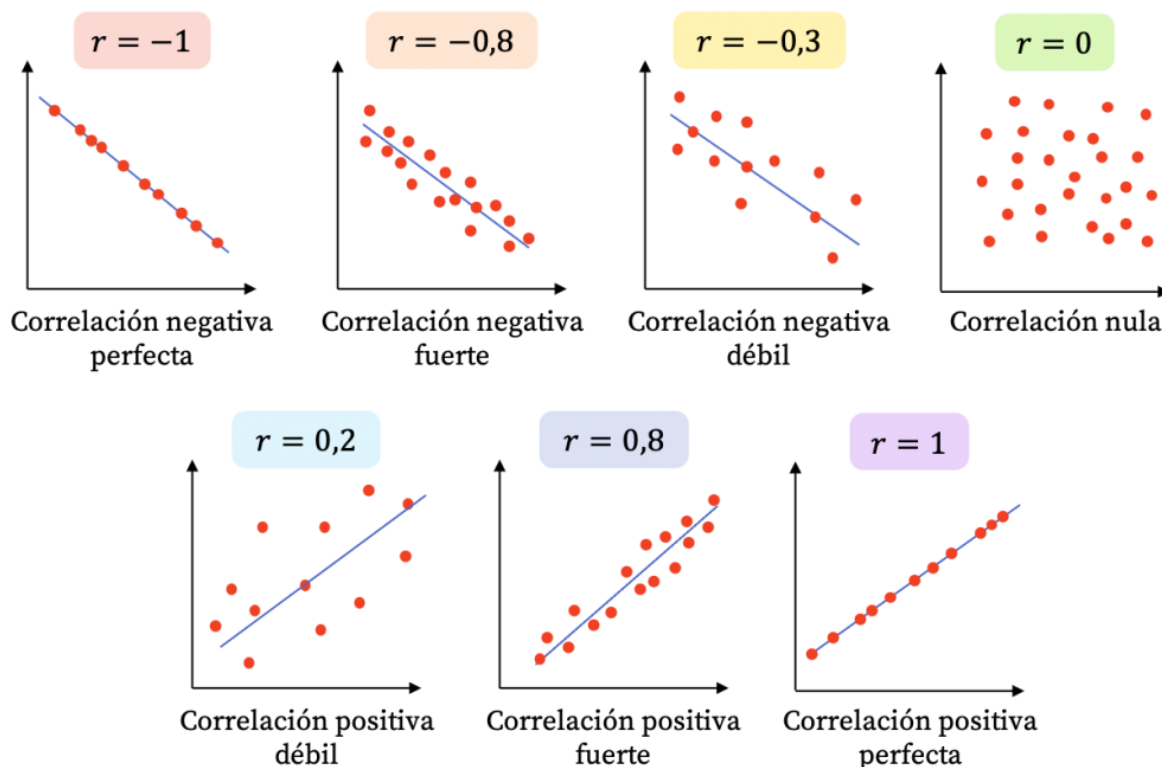 r = −1
r = −0,8
r = −0,3
r = 0
Correlación negativa
perfecta
Correlación negativa
fuerte
Correlación negativa
débil
Correlación nula
r = 0,2
r = 0,8
r = 1
Correlación positiva
débil
Correlación positiva
fuerte
Correlación positiva
perfecta